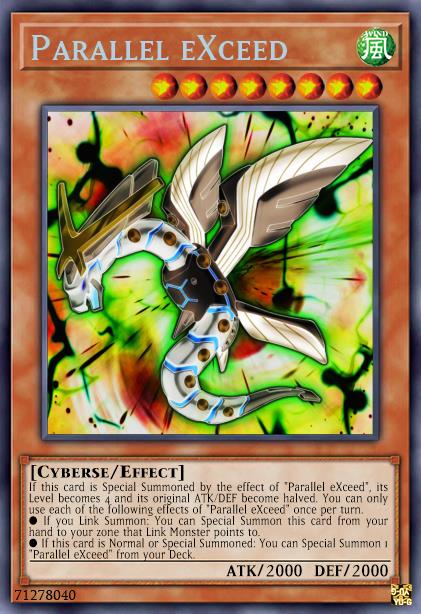 PARALLEL EXCEED
WIND
風
[CYBERSE/EFFECT]
If this card is Special Summoned by the effect of "Parallel eXceed", its
Level becomes 4 and its original ATK/DEF become halved. You can only
use each of the following effects of "Parallel eXceed" once per turn.
● If you Link Summon: You can Special Summon this card from your
hand to your zone that Link Monster points to.
● If this card is Normal or Special Summoned: You can Special Summon 1
"Parallel eXceed" from your Deck.
ATK/2000 DEF/2000
71278040